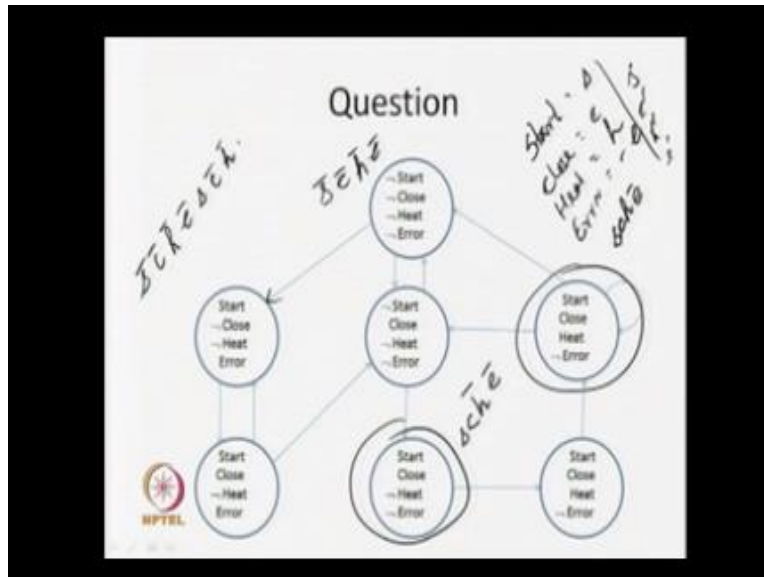 Question
Start = s
Close = c
Heat = h
Error = e
s c h ē
s̄ c̄ h̄ ē
s̄ c̄ h̄ ē s c̄ h̄
¬Start
¬Close
¬Heat
¬Error
Start
¬Close
¬Heat
Error
¬Start
Close
¬Heat
¬Error
Start
Close
Heat
¬Error
s c h̄ ē
Start
Close
¬Heat
Error
Start
Close
¬Heat
¬Error
Start
Close
Heat
¬Error
NPTEL